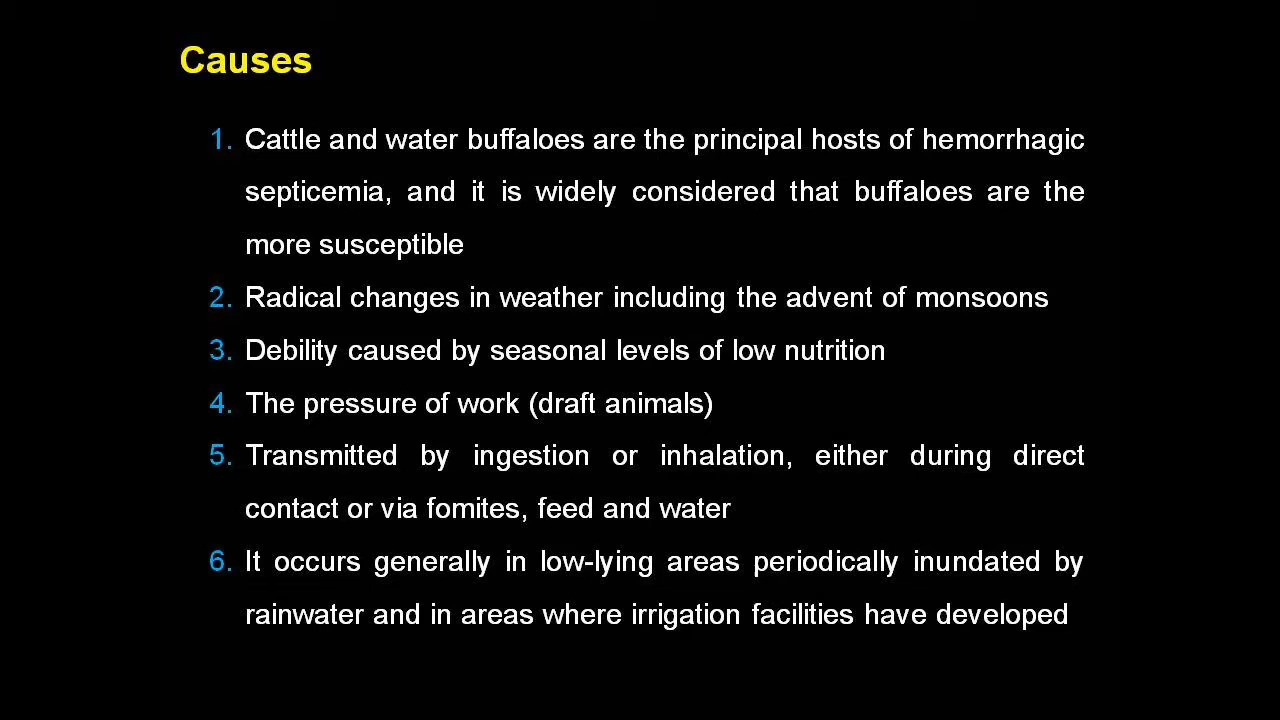 Causes
1. Cattle and water buffaloes are the principal hosts of hemorrhagic
septicemia, and it is widely considered that buffaloes are the
more susceptible
2. Radical changes in weather including the advent of monsoons
3. Debility caused by seasonal levels of low nutrition
4. The pressure of work (draft animals)
5. Transmitted by ingestion or inhalation, either during direct
contact or via fomites, feed and water
6. It occurs generally in low-lying areas periodically inundated by
rainwater and in areas where irrigation facilities have developed